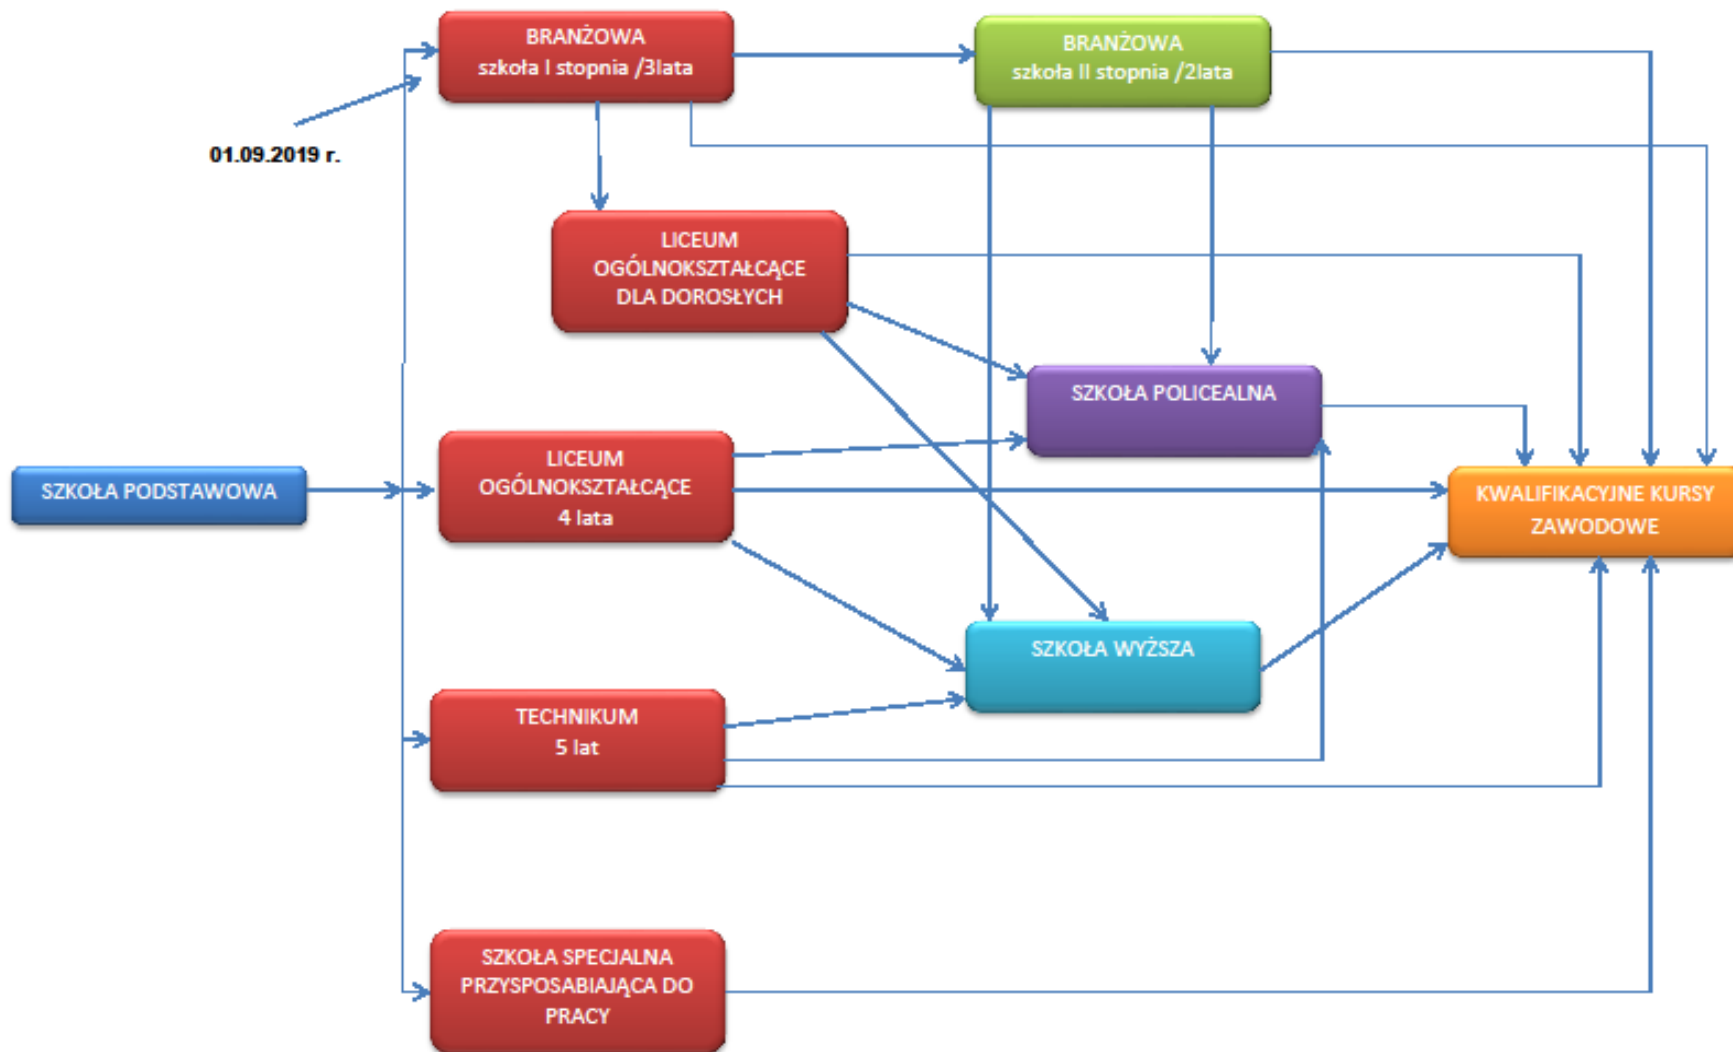 BRANŻOWA
szkoła I stopnia /3lata
BRANŻOWA
szkoła II stopnia /2lata
01.09.2019 r.
LICEUM
OGÓLNOKSZTAŁCĄCE
DLA DOROSŁYCH
SZKOŁA POLICEALNA
LICEUM
OGÓLNOKSZTAŁCĄCE
4 lata
SZKOŁA PODSTAWOWA
KWALIFIKACYJNE KURSY
ZAWODOWE
SZKOŁA WYŻSZA
TECHNIKUM
5 lat
SZKOŁA SPECJALNA
PRZYSPOSABIAJĄCA DO
PRACY